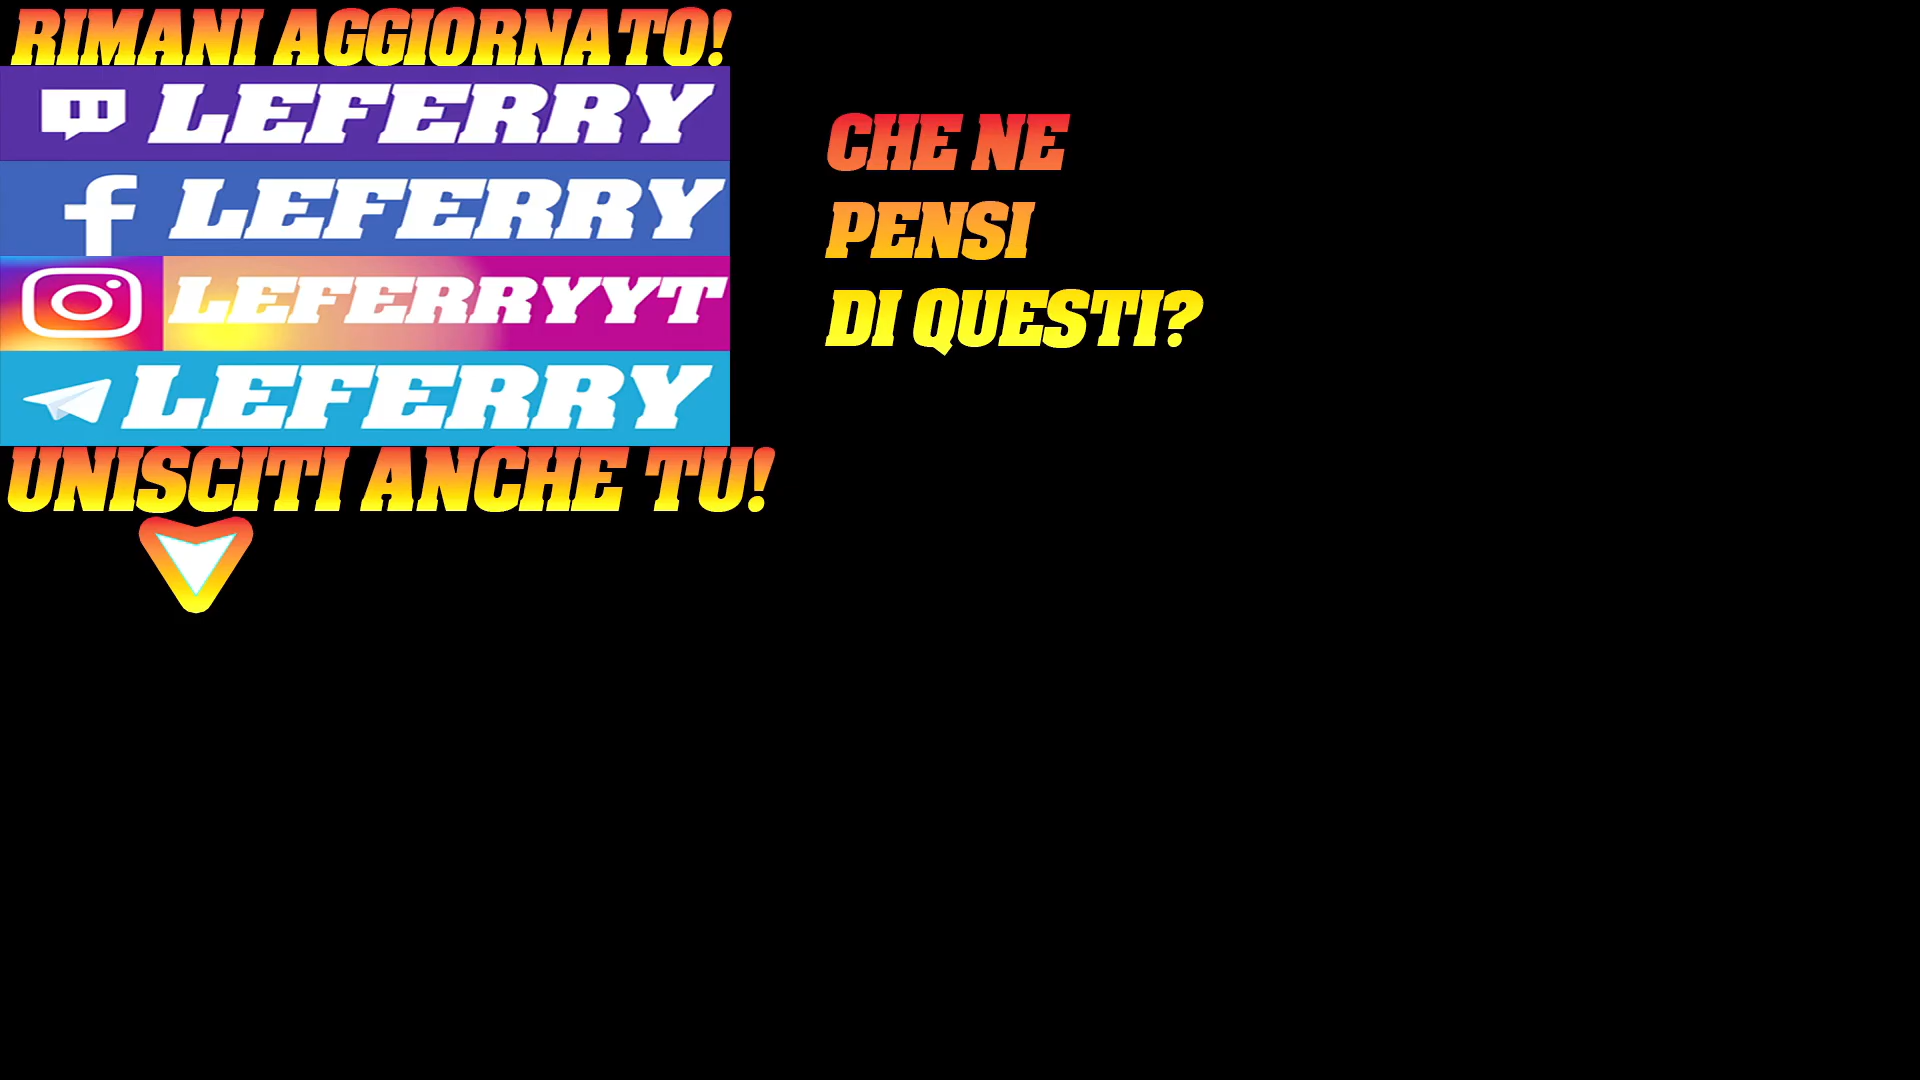 RIMANI AGGIORNATO!
LEFERRY
LEFERRY
LEFERRYYT
LEFERRY
UNISCITI ANCHE TU!
CHE NE
PENSI
DI QUESTI?